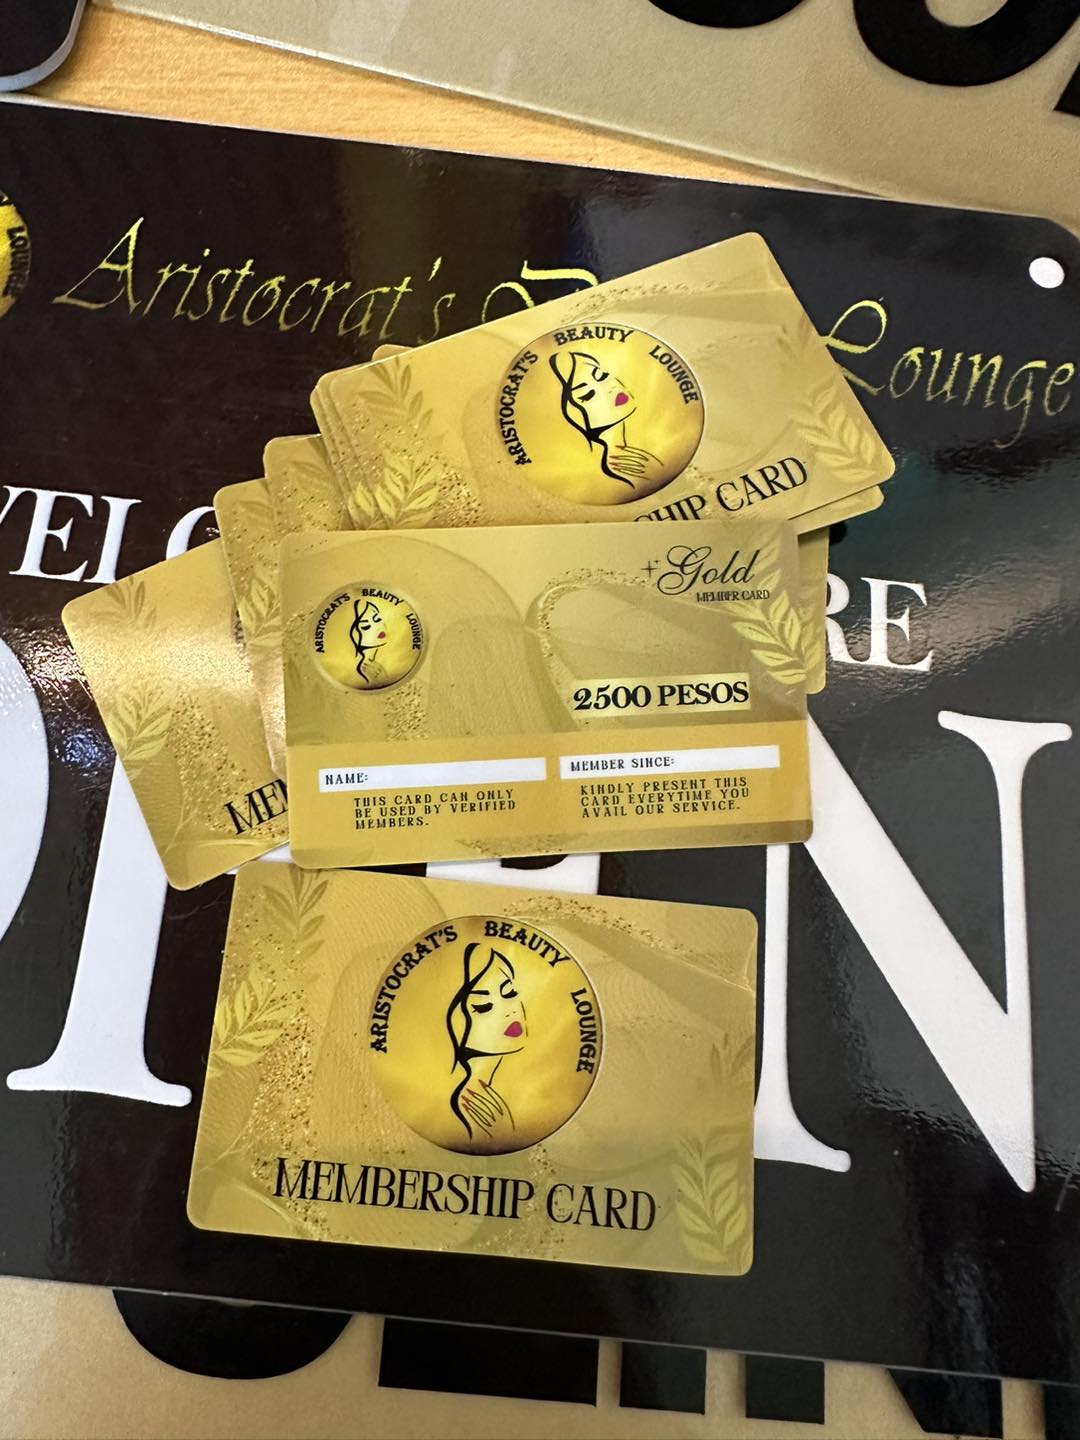 Aristocrat's
Lounge
LOUNGE
ARISTOCRAT'S BEAUTY LOUNGE
CARD
Gold
MEMBER CARD
ARISTOCRAT'S BEAUTY LOUNGE
2500 PESOS
NAME:
MEMBER SINCE:
THIS CARD CAN ONLY
BE USED BY VERIFIED
MEMBERS.
KINDLY PRESENT THIS
CARD EVERYTIME YOU
AVAIL OUR SERVICE.
ARISTOCRAT'S BEAUTY LOUNGE
MEMBERSHIP CARD